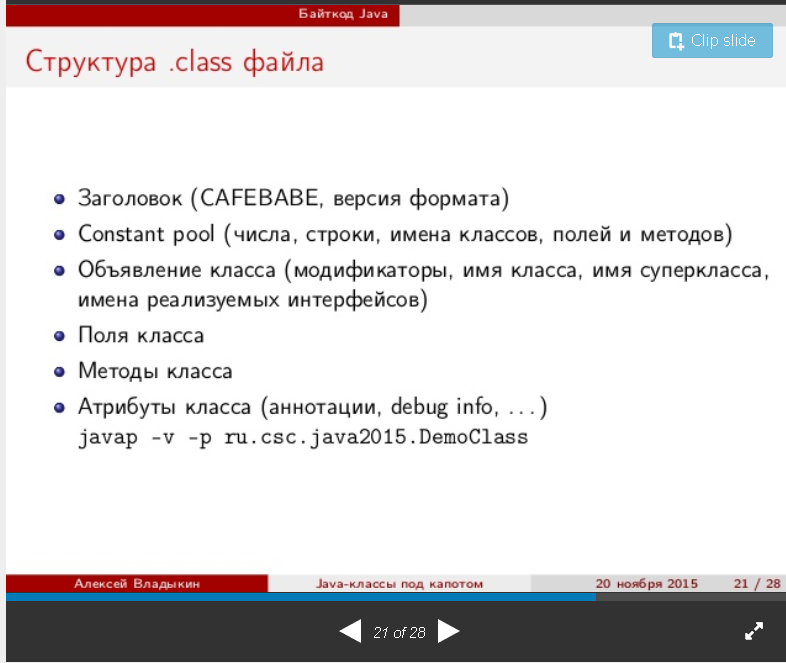 Байткод Java
Clip slide
Структура .class файла
Заголовок (CAFEBABE, версия формата)
Constant pool (числа, строки, имена классов, полей и методов)
Объявление класса (модификаторы, имя класса, имя суперкласса,
имена реализуемых интерфейсов)
Поля класса
Методы класса
Атрибуты класса (аннотации, debug info, ...)
javap -v -p ru.csc.java2015.DemoClass
Алексей Владыкин
Java-классы под капотом
20 ноября 2015
21 / 28
21 of 28